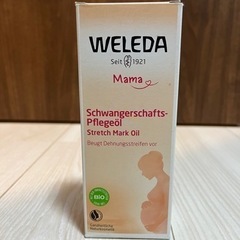 WELEDA
Seit 1921
Mama
Schwangerschafts-
Pflegeöl
Stretch Mark Oil
Beugt Dehnungsstreifen vor
BIO